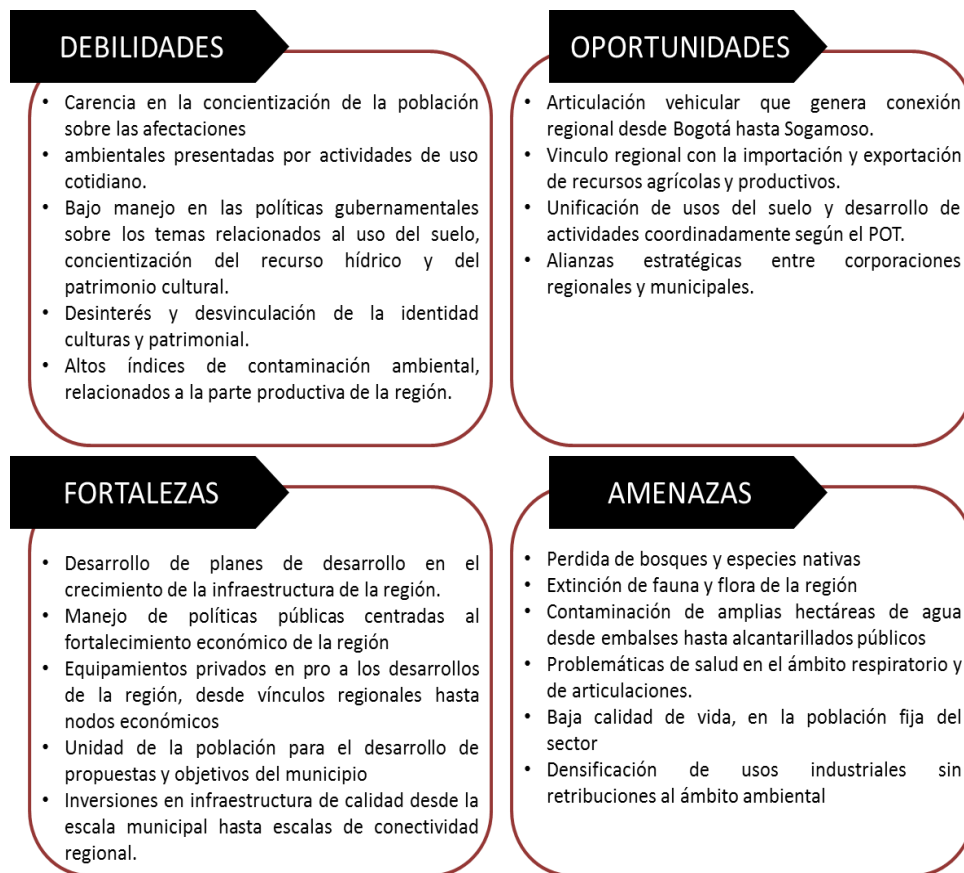 DEBILIDADES
• Carencia en la concientización de la población
sobre las afectaciones
• ambientales presentadas por actividades de uso
cotidiano.
• Bajo manejo en las políticas gubernamentales
sobre los temas relacionados al uso del suelo,
concientización del recurso hídrico y del
patrimonio cultural.
• Desinterés y desvinculación de la identidad
culturas y patrimonial.
• Altos índices de contaminación ambiental,
relacionados a la parte productiva de la región.
OPORTUNIDADES
• Articulación vehicular que genera conexión
regional desde Bogotá hasta Sogamoso.
• Vinculo regional con la importación y exportación
de recursos agrícolas y productivos.
• Unificación de usos del suelo y desarrollo de
actividades coordinadamente según el POT.
• Alianzas estratégicas entre corporaciones
regionales y municipales.
FORTALEZAS
• Desarrollo de planes de desarrollo en el
crecimiento de la infraestructura de la región.
• Manejo de políticas públicas centradas al
fortalecimiento económico de la región
• Equipamientos privados en pro a los desarrollos
de la región, desde vínculos regionales hasta
nodos económicos
• Unidad de la población para el desarrollo de
propuestas y objetivos del municipio
• Inversiones en infraestructura de calidad desde la
escala municipal hasta escalas de conectividad
regional.
AMENAZAS
• Perdida de bosques y especies nativas
• Extinción de fauna y flora de la región
• Contaminación de amplias hectáreas de agua
desde embalses hasta alcantarillados públicos
• Problemáticas de salud en el ámbito respiratorio y
de articulaciones.
• Baja calidad de vida, en la población fija del
sector
• Densificación de usos industriales sin
retribuciones al ámbito ambiental